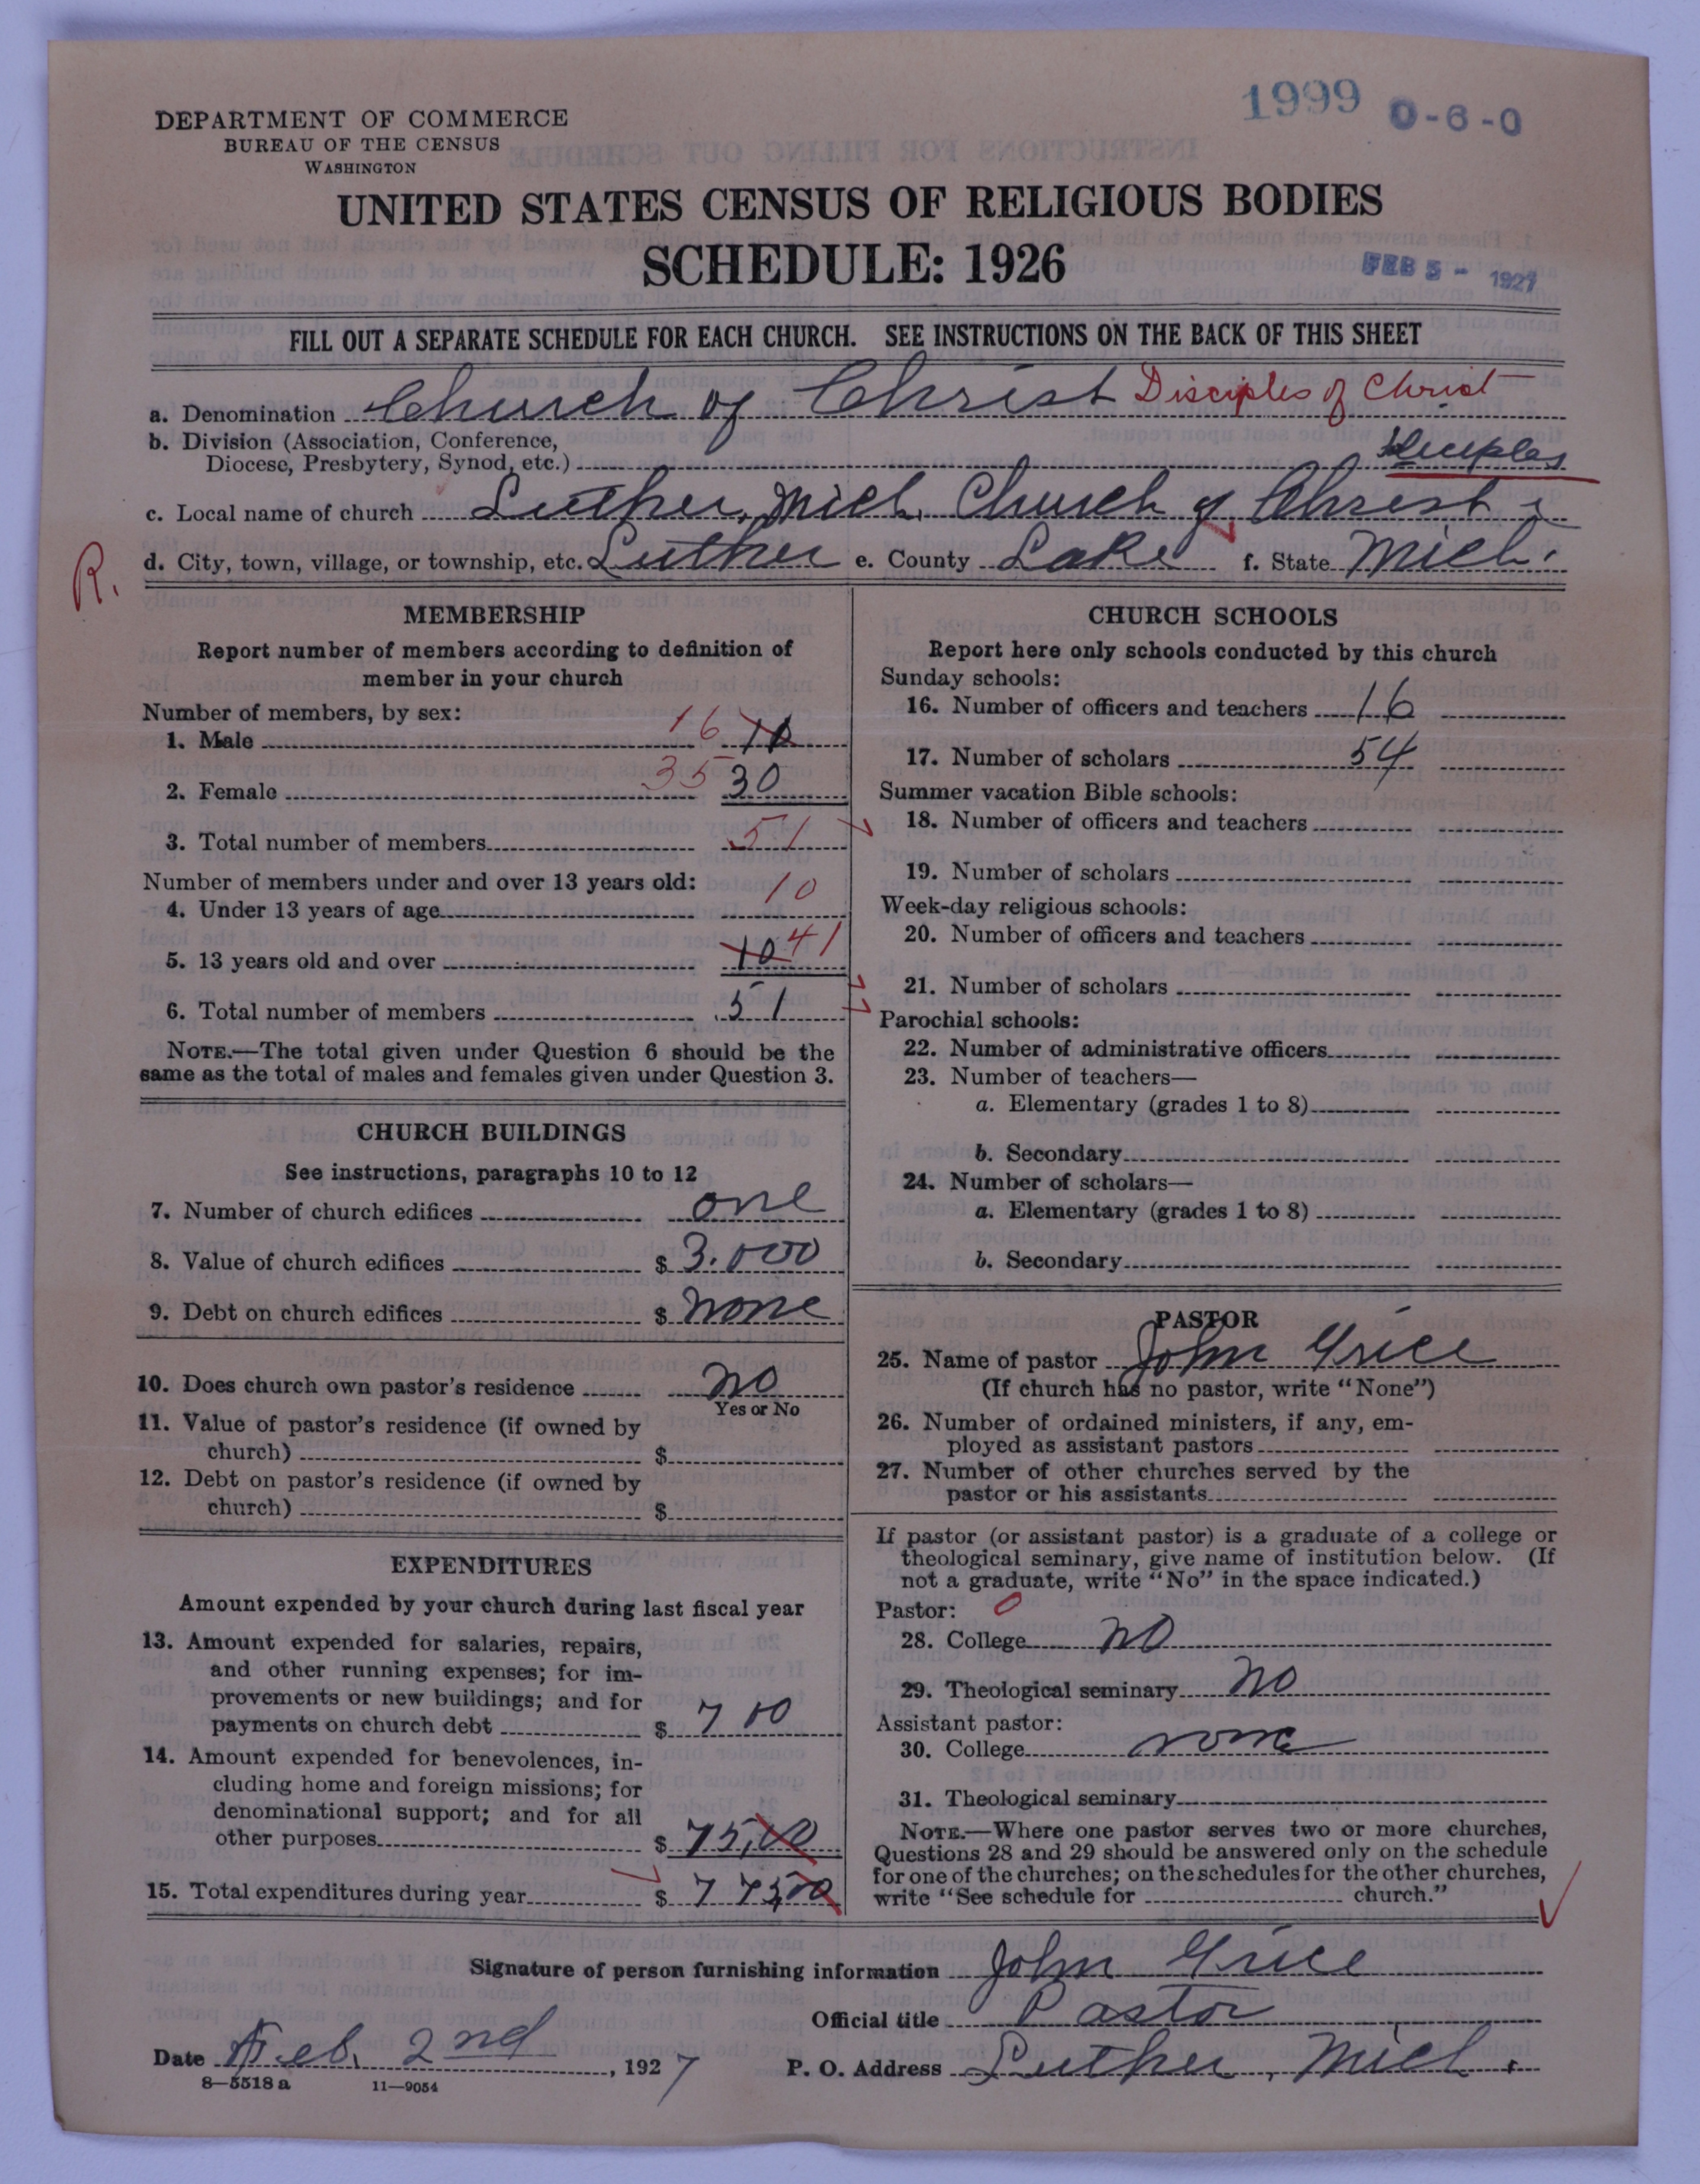 1999 0-6-0
DEPARTMENT OF COMMERCE
BUREAU OF THE CENSUS
WASHINGTON
UNITED STATES CENSUS OF RELIGIOUS BODIES
SCHEDULE: 1926
FEB 5 - 1927
FILL OUT A SEPARATE SCHEDULE FOR EACH CHURCH. SEE INSTRUCTIONS ON THE BACK OF THIS SHEET
a. Denomination Church of Christ Disciples of Christ
b. Division (Association, Conference,
Diocese, Presbytery, Synod, etc.)
c. Local name of church Luther, Mich. Church of Christ
d. City, town, village, or township, etc. Luther e. County Lake f. State Mich.
R.
MEMBERSHIP
Report number of members according to definition of
member in your church
Number of members, by sex:
1. Male 16 10
2. Female 35 30
3. Total number of members 51
Number of members under and over 13 years old:
4. Under 13 years of age 10
5. 13 years old and over 10 41
6. Total number of members 51
NOTE.—The total given under Question 6 should be the
same as the total of males and females given under Question 3.
CHURCH BUILDINGS
See instructions, paragraphs 10 to 12
7. Number of church edifices one
8. Value of church edifices $ 3.000
9. Debt on church edifices $ none
10. Does church own pastor's residence no
Yes or No
11. Value of pastor's residence (if owned by
church) $
12. Debt on pastor's residence (if owned by
church) $
EXPENDITURES
Amount expended by your church during last fiscal year
13. Amount expended for salaries, repairs,
and other running expenses; for im-
provements or new buildings; and for
payments on church debt $ 700
14. Amount expended for benevolences, in-
cluding home and foreign missions; for
denominational support; and for all
other purposes $ 75,00
15. Total expenditures during year $ 775,00
CHURCH SCHOOLS
Report here only schools conducted by this church
Sunday schools:
16. Number of officers and teachers 16
17. Number of scholars 54
Summer vacation Bible schools:
18. Number of officers and teachers
19. Number of scholars
Week-day religious schools:
20. Number of officers and teachers
21. Number of scholars
Parochial schools:
22. Number of administrative officers
23. Number of teachers—
a. Elementary (grades 1 to 8)
b. Secondary
24. Number of scholars—
a. Elementary (grades 1 to 8)
b. Secondary
PASTOR
25. Name of pastor John Grice
(If church has no pastor, write "None")
26. Number of ordained ministers, if any, em-
ployed as assistant pastors
27. Number of other churches served by the
pastor or his assistants
If pastor (or assistant pastor) is a graduate of a college or
theological seminary, give name of institution below. (If
not a graduate, write "No" in the space indicated.)
Pastor: 0
28. College no
29. Theological seminary no
Assistant pastor:
30. College none
31. Theological seminary
NOTE.—Where one pastor serves two or more churches,
Questions 28 and 29 should be answered only on the schedule
for one of the churches; on the schedules for the other churches,
write "See schedule for church."
Signature of person furnishing information John Grice
Official title Pastor
Date Feb. 2nd, 1927 P. O. Address Luther, Mich.
8—5518 a 11—9054